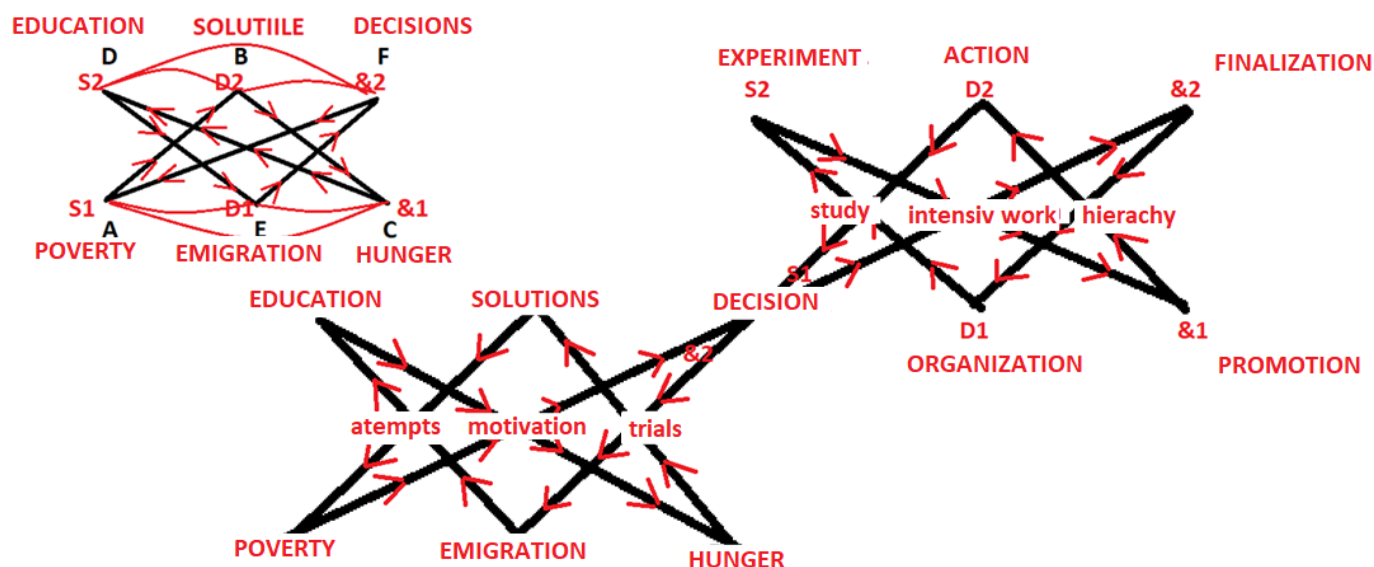 EDUCATION SOLUTIILE DECISIONS
D B F
S2 D2 &2
S1 D1 &1
A E C
POVERTY EMIGRATION HUNGER
EXPERIMENT ACTION FINALIZATION
S2 D2 &2
study intensiv work hierachy
S1
D1 &1
ORGANIZATION PROMOTION
EDUCATION SOLUTIONS DECISION
&2
atempts motivation trials
POVERTY EMIGRATION HUNGER